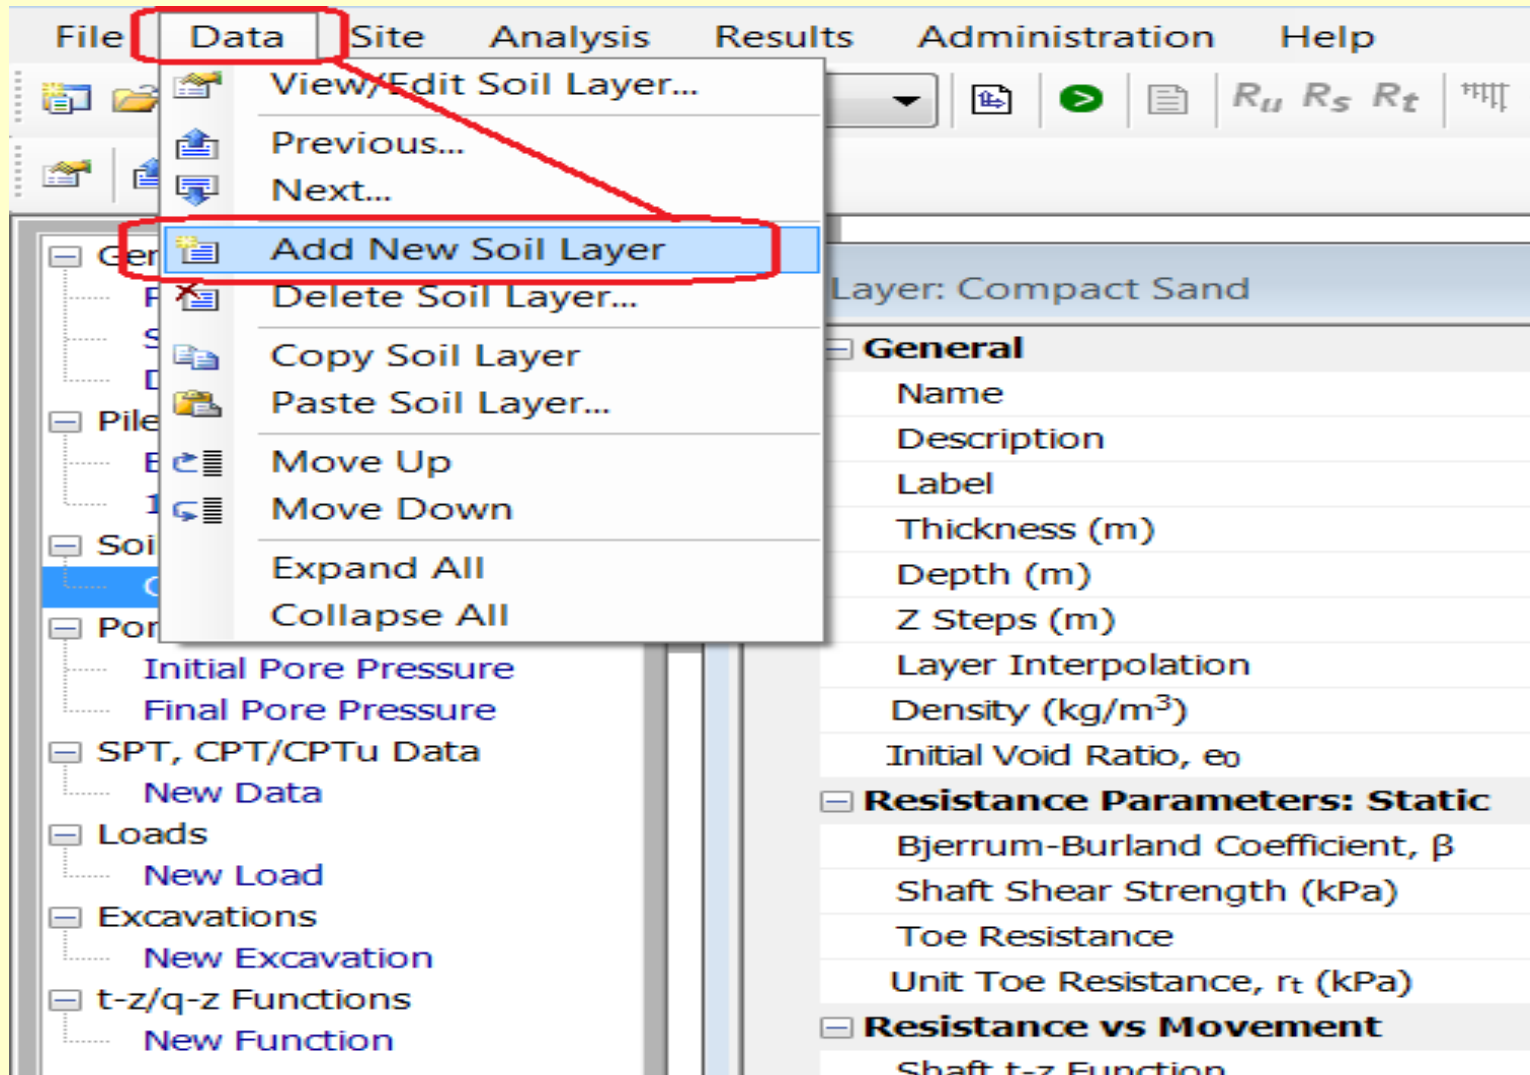 File Data Site Analysis Results Administration Help
Ru Rs Rt
View/Edit Soil Layer...
Previous...
Next...
Add New Soil Layer
Delete Soil Layer...
Copy Soil Layer
Paste Soil Layer...
Move Up
Move Down
Expand All
Collapse All
Initial Pore Pressure
Final Pore Pressure
SPT, CPT/CPTu Data
New Data
Loads
New Load
Excavations
New Excavation
t-z/q-z Functions
New Function
Layer: Compact Sand
General
Name
Description
Label
Thickness (m)
Depth (m)
Z Steps (m)
Layer Interpolation
Density (kg/m³)
Initial Void Ratio, e₀
Resistance Parameters: Static
Bjerrum-Burland Coefficient, β
Shaft Shear Strength (kPa)
Toe Resistance
Unit Toe Resistance, rt (kPa)
Resistance vs Movement
Shaft t-z Function